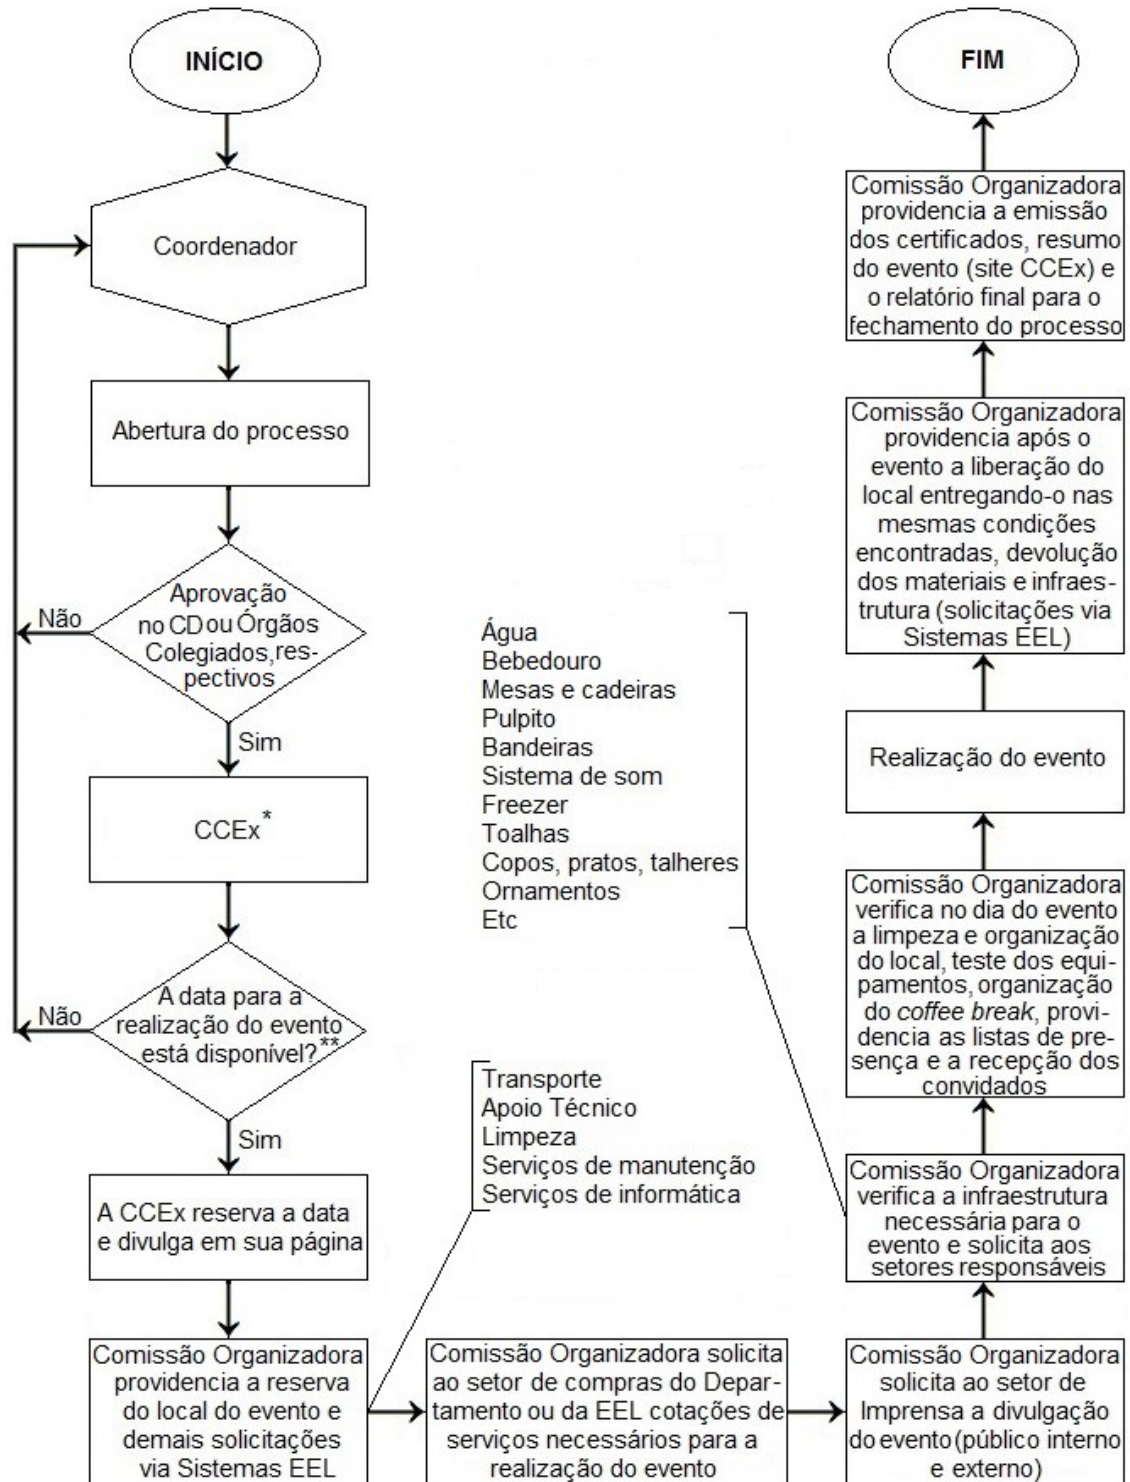 INÍCIO
Coordenador
Abertura do processo
Aprovação
no CD ou Órgãos
Colegiados, res-
pectivos
Não
Sim
CCEx*
A data para a
realização do evento
está disponível?**
Não
Sim
A CCEx reserva a data
e divulga em sua página
Comissão Organizadora
providencia a reserva
do local do evento e
demais solicitações
via Sistemas EEL
Transporte
Apoio Técnico
Limpeza
Serviços de manutenção
Serviços de informática
Comissão Organizadora solicita
ao setor de compras do Depar-
tamento ou da EEL cotações de
serviços necessários para a
realização do evento
Comissão Organizadora
solicita ao setor de
Imprensa a divulgação
do evento (público interno
e externo)
Comissão Organizadora
verifica a infraestrutura
necessária para o
evento e solicita aos
setores responsáveis
Água
Bebedouro
Mesas e cadeiras
Pulpito
Bandeiras
Sistema de som
Freezer
Toalhas
Copos, pratos, talheres
Ornamentos
Etc
Comissão Organizadora
verifica no dia do evento
a limpeza e organização
do local, teste dos equi-
pamentos, organização
do coffee break, provi-
dencia as listas de pre-
sença e a recepção dos
convidados
Realização do evento
Comissão Organizadora
providencia após o
evento a liberação do
local entregando-o nas
mesmas condições
encontradas, devolução
dos materiais e infraes-
trutura (solicitações via
Sistemas EEL)
Comissão Organizadora
providencia a emissão
dos certificados, resumo
do evento (site CCEx) e
o relatório final para o
fechamento do processo
FIM